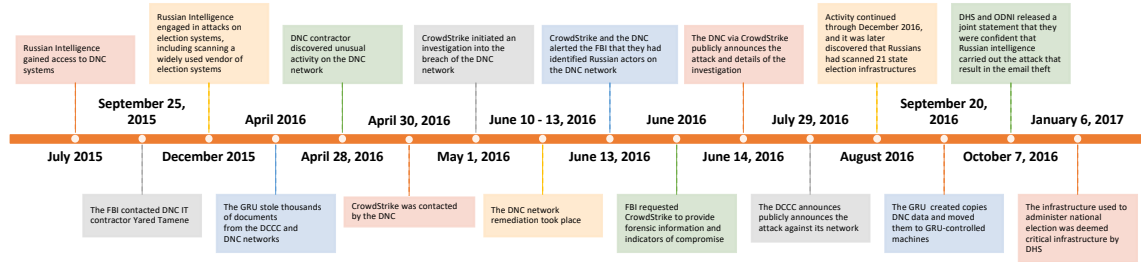 Russian Intelligence
gained access to DNC
systems
Russian Intelligence
engaged in attacks on
election systems,
including scanning a
widely used vendor of
election systems
DNC contractor
discovered unusual
activity on the DNC
network
CrowdStrike initiated an
investigation into the
breach of the DNC
network
CrowdStrike and the DNC
alerted the FBI that they had
identified Russian actors on
the DNC network
The DNC via CrowdStrike
publicly announces the
attack and details of the
investigation
Activity continued
through December 2016,
and it was later
discovered that Russians
had scanned 21 state
election infrastructures
DHS and ODNI released a
joint statement that they
were confident that
Russian intelligence
carried out the attack that
result in the email theft
September 25,
2015
April 2016
April 30, 2016
June 10 - 13, 2016
June 2016
July 29, 2016
September 20,
2016
January 6, 2017
July 2015
December 2015
April 28, 2016
May 1, 2016
June 13, 2016
June 14, 2016
August 2016
October 7, 2016
The FBI contacted DNC IT
contractor Yared Tamene
The GRU stole thousands
of documents
from the DCCC and
DNC networks
CrowdStrike was contacted
by the DNC
The DNC network
remediation took place
FBI requested
CrowdStrike to provide
forensic information and
indicators of compromise
The DCCC announces
publicly announces the
attack against its network
The GRU created copies
DNC data and moved
them to GRU-controlled
machines
The infrastructure used to
administer national
election was deemed
critical infrastructure by
DHS